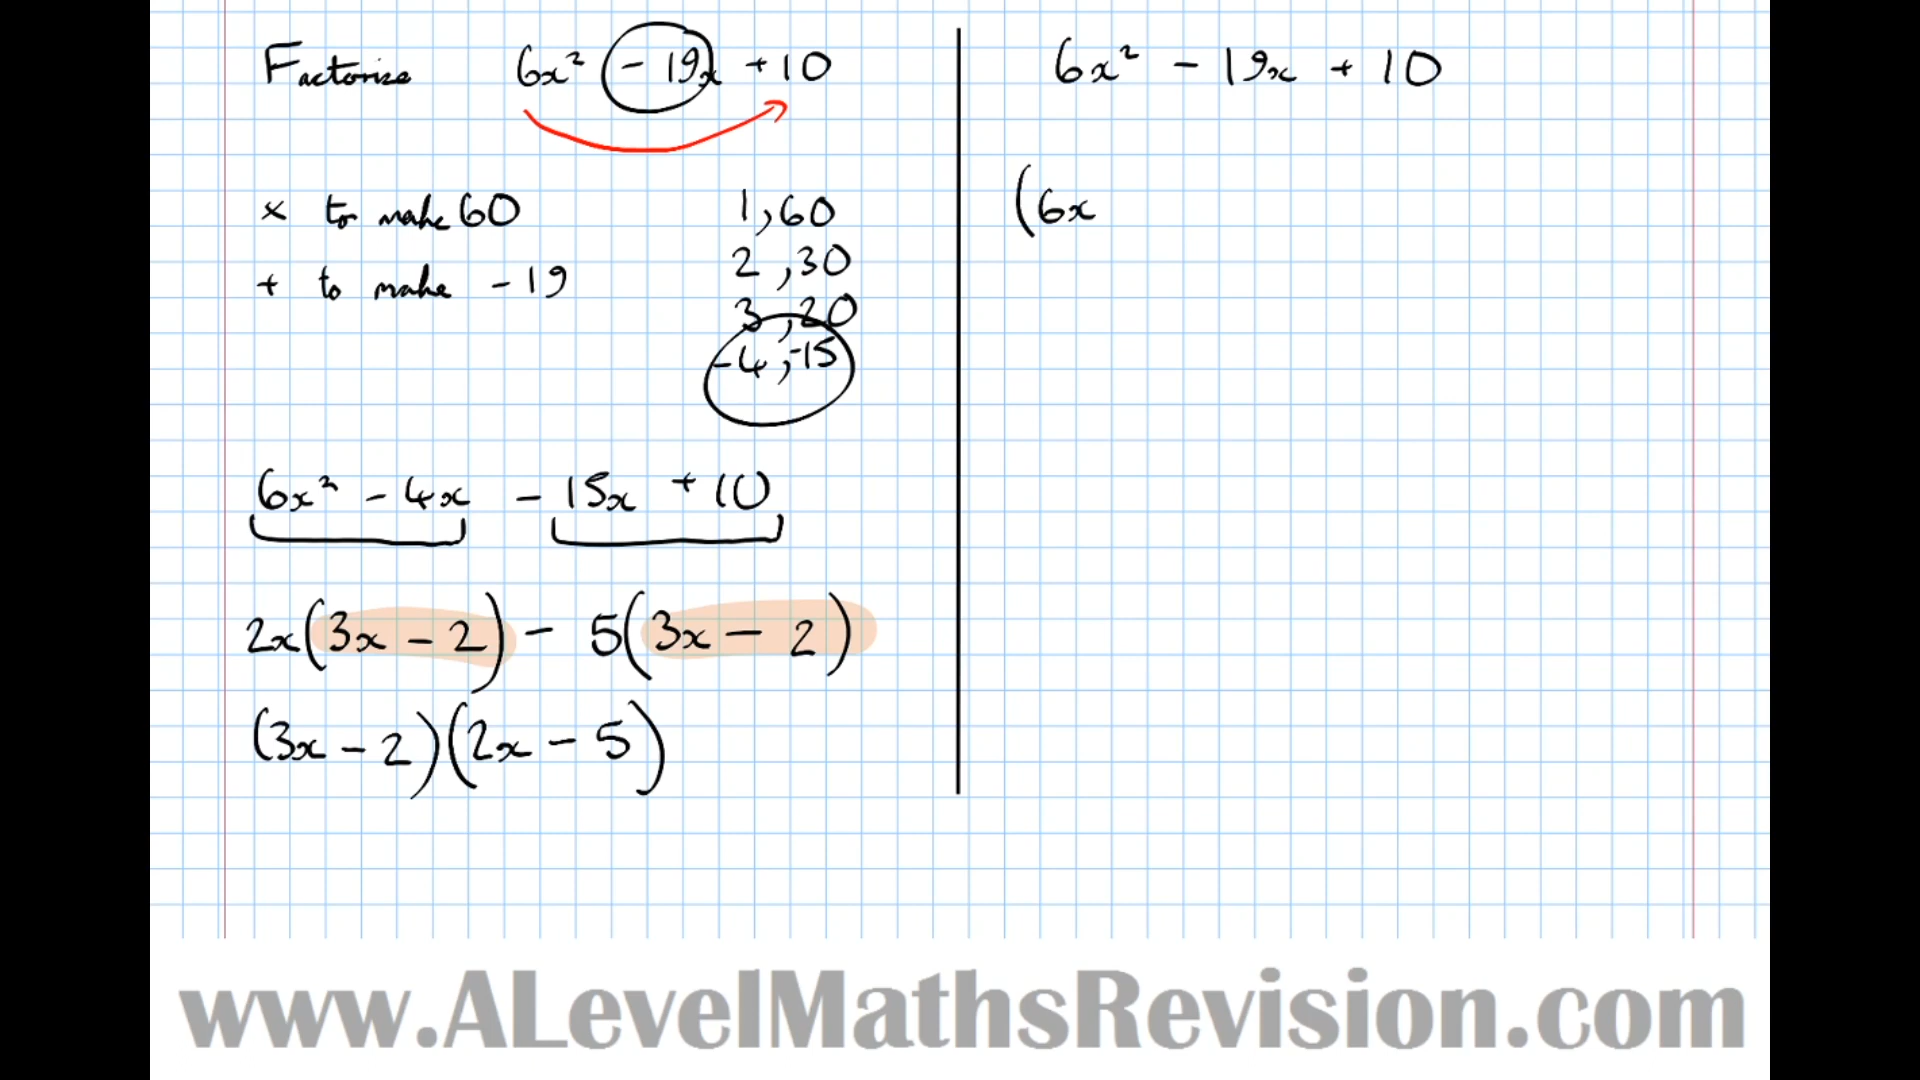 Factorise 6x² - 19x + 10
× to make 60
+ to make -19
1, 60
2, 30
3, 20
-4, -15
6x² - 4x - 15x + 10
2x(3x - 2) - 5(3x - 2)
(3x - 2)(2x - 5)
6x² - 19x + 10
(6x
www.ALevelMathsRevision.com